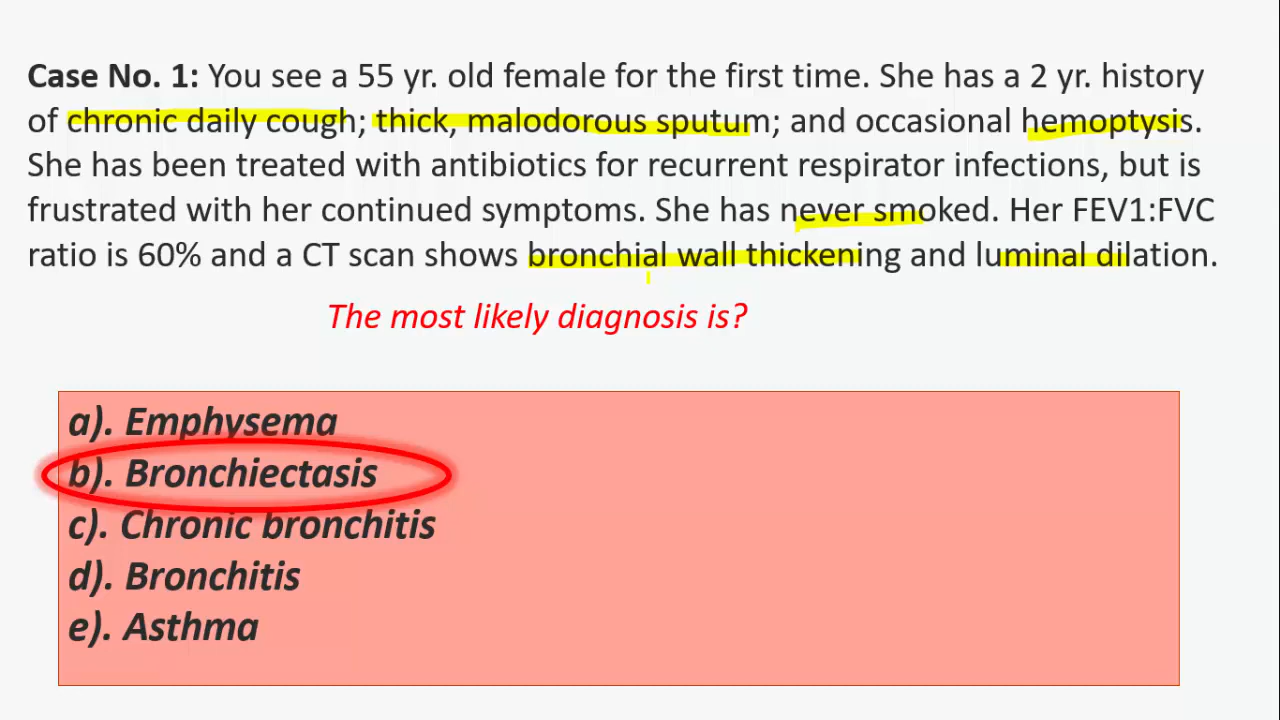 Case No. 1: You see a 55 yr. old female for the first time. She has a 2 yr. history
of chronic daily cough; thick, malodorous sputum; and occasional hemoptysis.
She has been treated with antibiotics for recurrent respirator infections, but is
frustrated with her continued symptoms. She has never smoked. Her FEV1:FVC
ratio is 60% and a CT scan shows bronchial wall thickening and luminal dilation.
The most likely diagnosis is?
a). Emphysema
b). Bronchiectasis
c). Chronic bronchitis
d). Bronchitis
e). Asthma